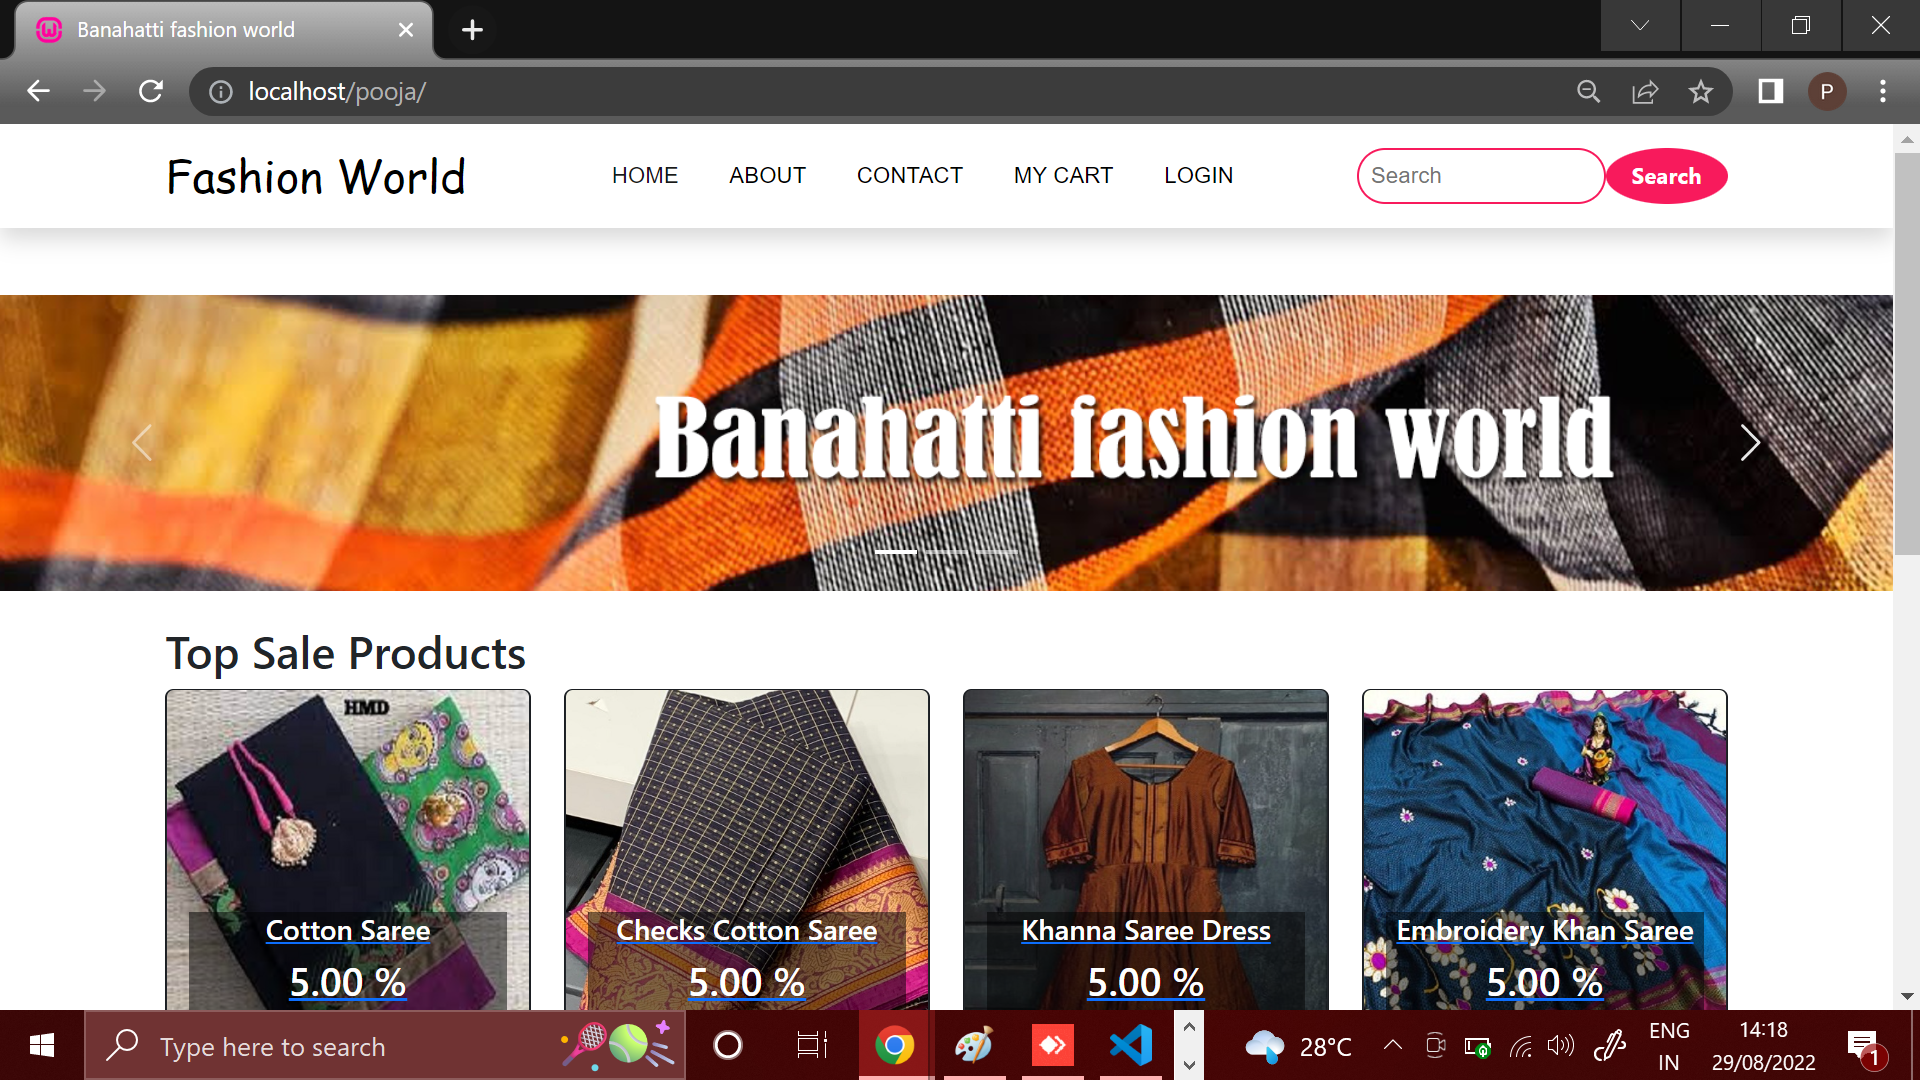 Banahatti fashion world
localhost/pooja/
P
Fashion World
HOME ABOUT CONTACT MY CART LOGIN
Search Search
Banahatti fashion world
Top Sale Products
HMD
Cotton Saree
5.00 %
Checks Cotton Saree
5.00 %
Khanna Saree Dress
5.00 %
Embroidery Khan Saree
5.00 %
Type here to search
28°C
ENG
IN
14:18
29/08/2022
1